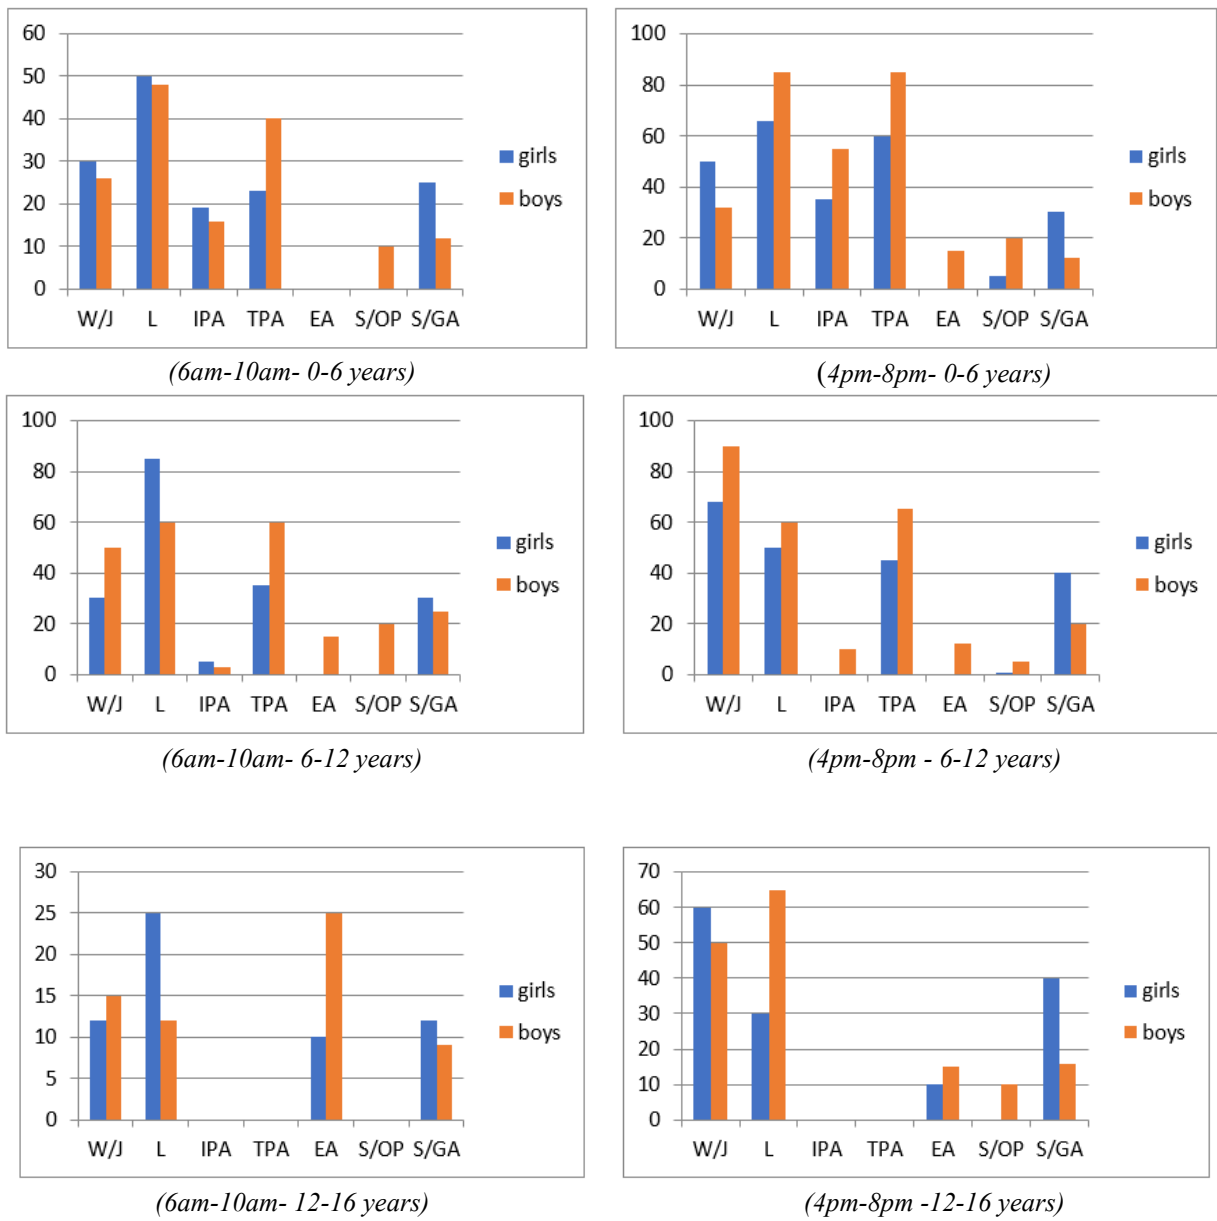 60
50
40
30
20
10
0
W/J L IPA TPA EA S/OP S/GA
girls
boys
(6am-10am- 0-6 years)
100
80
60
40
20
0
W/J L IPA TPA EA S/OP S/GA
girls
boys
(4pm-8pm- 0-6 years)
100
80
60
40
20
0
W/J L IPA TPA EA S/OP S/GA
girls
boys
(6am-10am- 6-12 years)
100
80
60
40
20
0
W/J L IPA TPA EA S/OP S/GA
girls
boys
(4pm-8pm - 6-12 years)
30
25
20
15
10
5
0
W/J L IPA TPA EA S/OP S/GA
girls
boys
(6am-10am- 12-16 years)
70
60
50
40
30
20
10
0
W/J L IPA TPA EA S/OP S/GA
girls
boys
(4pm-8pm -12-16 years)